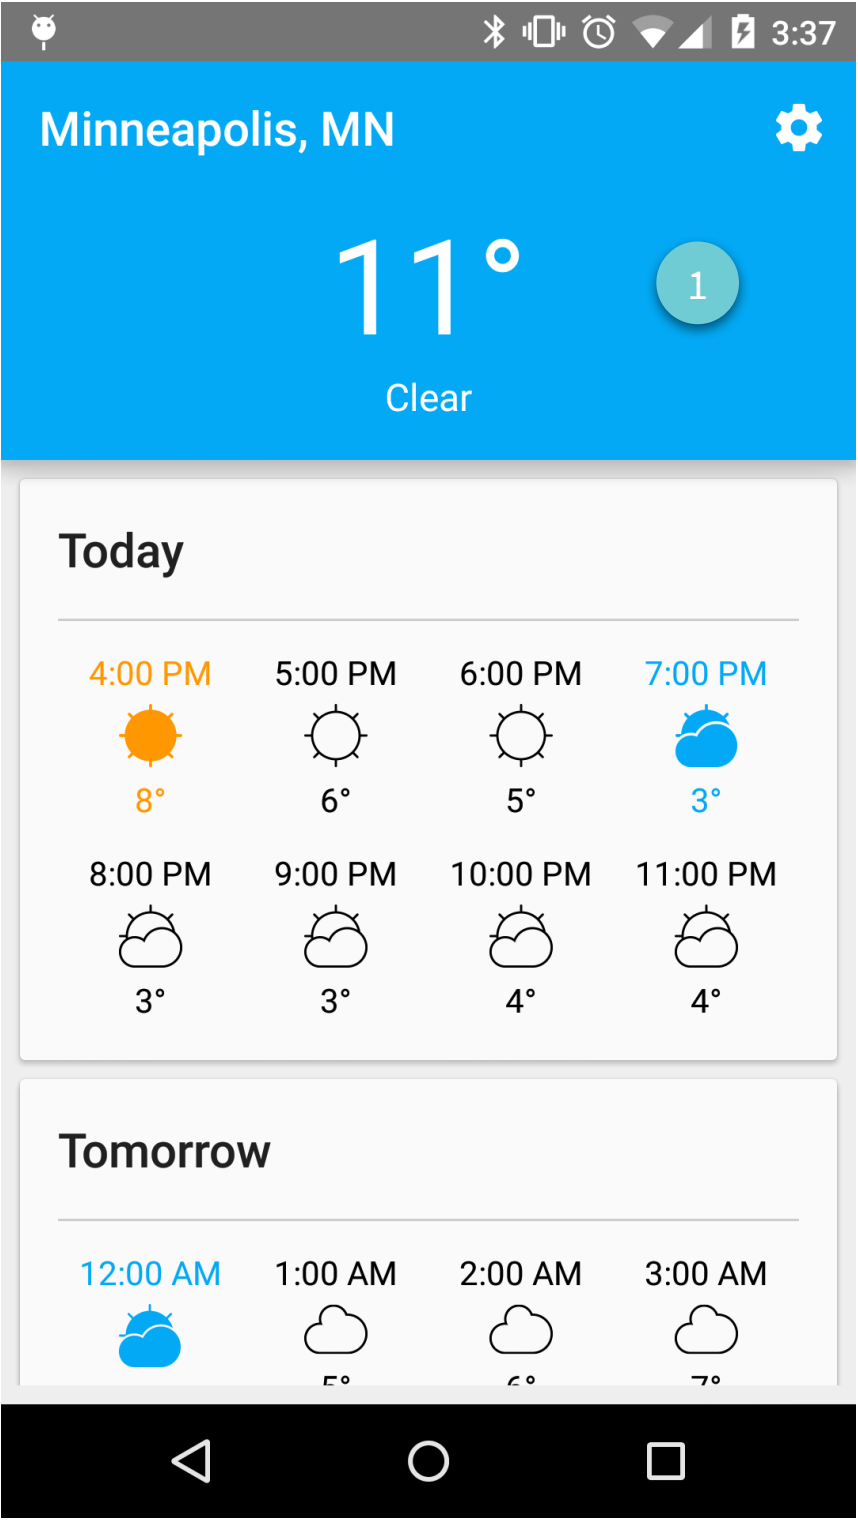 3:37
Minneapolis, MN
11°
1
Clear
Today
4:00 PM 5:00 PM 6:00 PM 7:00 PM
8° 6° 5° 3°
8:00 PM 9:00 PM 10:00 PM 11:00 PM
3° 3° 4° 4°
Tomorrow
12:00 AM 1:00 AM 2:00 AM 3:00 AM